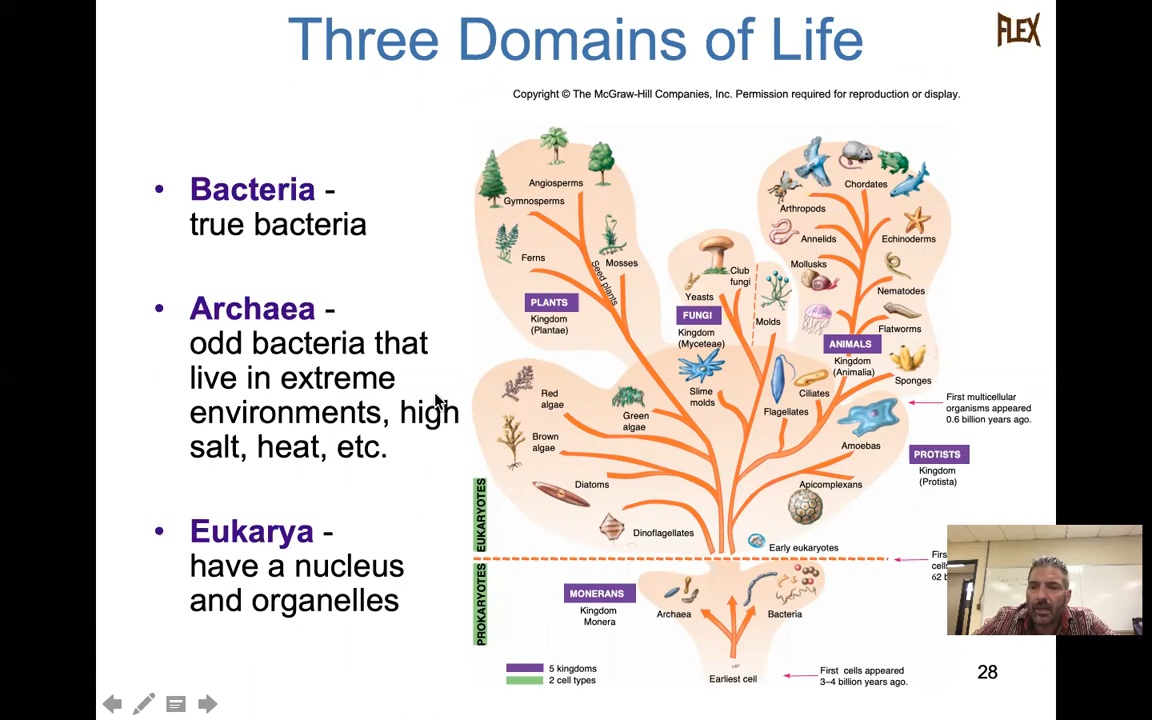 Three Domains of Life
FLEX
Copyright © The McGraw-Hill Companies, Inc. Permission required for reproduction or display.
• Bacteria -
true bacteria
• Archaea -
odd bacteria that
live in extreme
environments, high
salt, heat, etc.
• Eukarya -
have a nucleus
and organelles
Angiosperms
Gymnosperms
Ferns
Mosses
Seed plants
PLANTS
Kingdom
(Plantae)
Yeasts
Club
fungi
Molds
FUNGI
Kingdom
(Myceteae)
Chordates
Arthropods
Annelids
Echinoderms
Mollusks
Nematodes
Flatworms
ANIMALS
Kingdom
(Animalia)
Sponges
Red
algae
Green
algae
Slime
molds
Flagellates
Ciliates
First multicellular
organisms appeared
0.6 billion years ago.
Brown
algae
Amoebas
PROTISTS
Kingdom
(Protista)
Diatoms
Apicomplexans
Dinoflagellates
Early eukaryotes
EUKARYOTES
PROKARYOTES
MONERANS
Kingdom
Monera
Archaea
Bacteria
5 kingdoms
2 cell types
Earliest cell
First cells appeared
3–4 billion years ago.
28